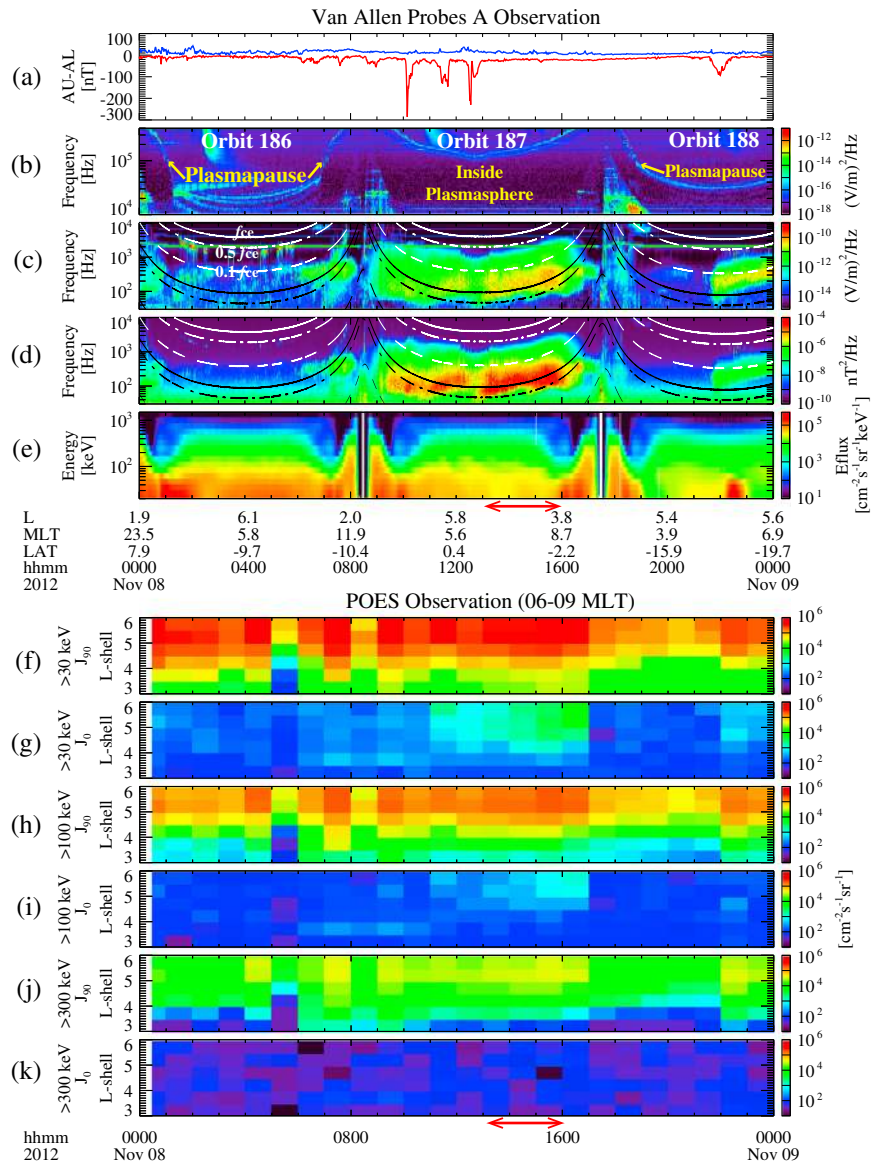 Van Allen Probes A Observation
(a)
AU-AL
[nT]
100
0
-100
-200
-300
(b)
Frequency
[Hz]
10⁵
10⁴
Orbit 186
Orbit 187
Orbit 188
Plasmapause
Inside
Plasmasphere
Plasmapause
10⁻¹²
10⁻¹⁴
10⁻¹⁶
10⁻¹⁸
(V/m)²/Hz
(c)
Frequency
[Hz]
10⁴
10³
10²
fce
0.5 fce
0.1 fce
10⁻¹⁰
10⁻¹²
10⁻¹⁴
(V/m)²/Hz
(d)
Frequency
[Hz]
10⁴
10³
10²
10⁻⁴
10⁻⁶
10⁻⁸
10⁻¹⁰
nT²/Hz
(e)
Energy
[keV]
10³
10²
10⁵
10³
10¹
Eflux
[cm⁻²s⁻¹sr⁻¹keV⁻¹]
L 1.9 6.1 2.0 5.8 3.8 5.4 5.6
MLT 23.5 5.8 11.9 5.6 8.7 3.9 6.9
LAT 7.9 -9.7 -10.4 0.4 -2.2 -15.9 -19.7
hhmm 0000 0400 0800 1200 1600 2000 0000
2012 Nov 08 Nov 09
POES Observation (06-09 MLT)
(f)
>30 keV
J₉₀
L-shell
6
5
4
3
10⁶
10⁴
10²
(g)
>30 keV
J₀
L-shell
6
5
4
3
10⁶
10⁴
10²
(h)
>100 keV
J₉₀
L-shell
6
5
4
3
10⁶
10⁴
10²
(i)
>100 keV
J₀
L-shell
6
5
4
3
10⁶
10⁴
10²
[cm⁻²s⁻¹sr⁻¹]
(j)
>300 keV
J₉₀
L-shell
6
5
4
3
10⁶
10⁴
10²
(k)
>300 keV
J₀
L-shell
6
5
4
3
10⁶
10⁴
10²
hhmm 0000 0800 1600 0000
2012 Nov 08 Nov 09